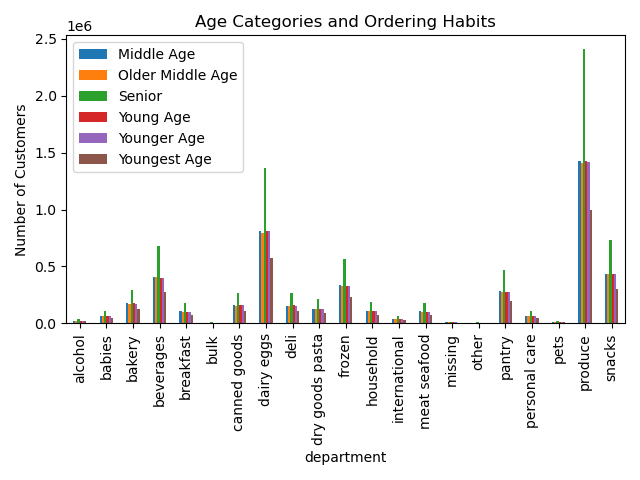 Age Categories and Ordering Habits
1e6
2.5
2.0
1.5
1.0
0.5
0.0
Number of Customers
Middle Age
Older Middle Age
Senior
Young Age
Younger Age
Youngest Age
alcohol
babies
bakery
beverages
breakfast
bulk
canned goods
dairy eggs
deli
dry goods pasta
frozen
household
international
meat seafood
missing
other
pantry
personal care
pets
produce
snacks
department